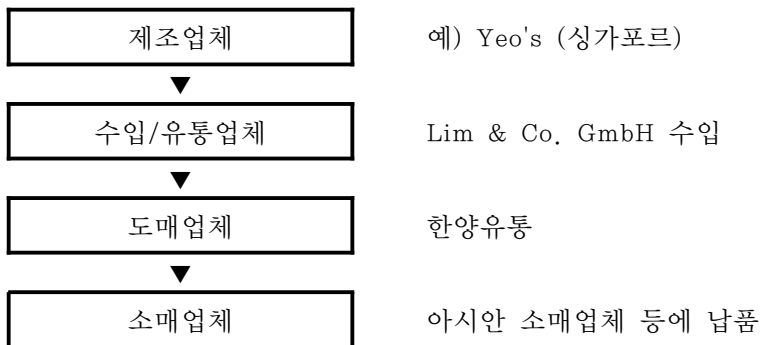 제조업체 예) Yeo's (싱가포르)
▼
수입/유통업체 Lim & Co. GmbH 수입
▼
도매업체 한양유통
▼
소매업체 아시안 소매업체 등에 납품